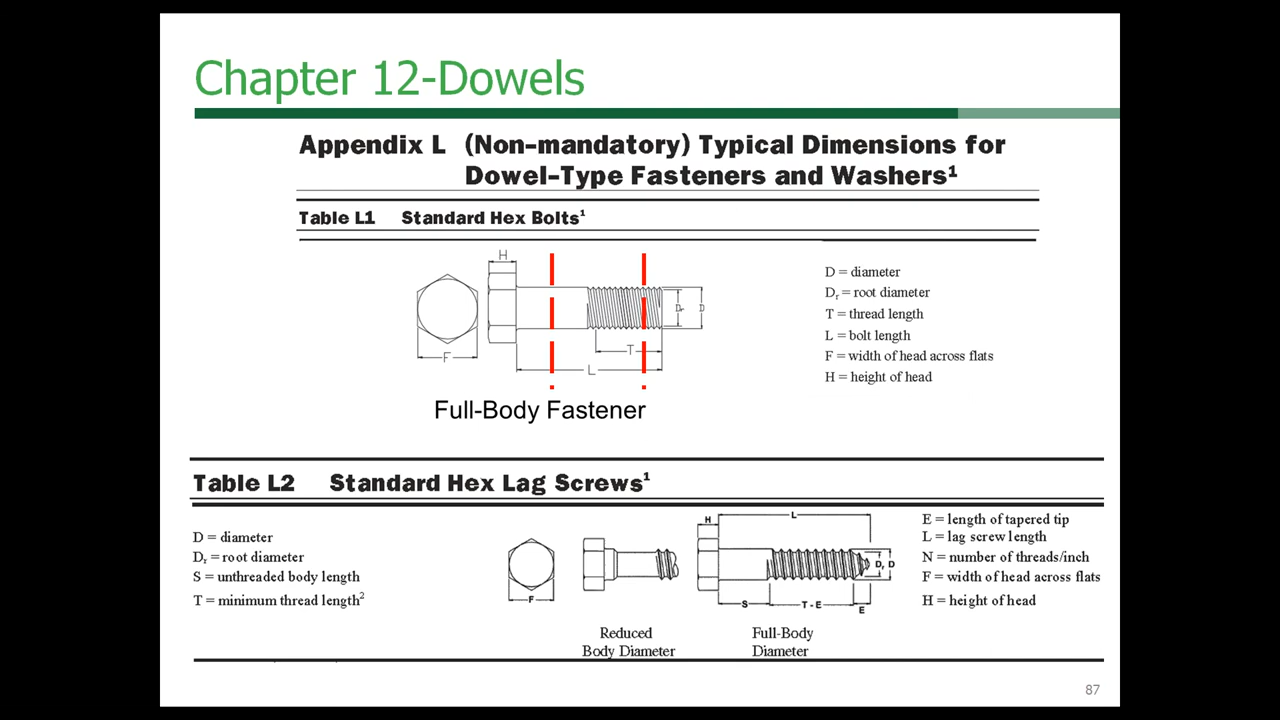 Chapter 12-Dowels
Appendix L (Non-mandatory) Typical Dimensions for
Dowel-Type Fasteners and Washers¹
Table L1 Standard Hex Bolts¹
H
F
T
L
Dr
D
D = diameter
Dr = root diameter
T = thread length
L = bolt length
F = width of head across flats
H = height of head
Full-Body Fastener
Table L2 Standard Hex Lag Screws¹
D = diameter
Dr = root diameter
S = unthreaded body length
T = minimum thread length²
F
H
L
Dr D
S
T - E
E
Reduced
Body Diameter
Full-Body
Diameter
E = length of tapered tip
L = lag screw length
N = number of threads/inch
F = width of head across flats
H = height of head
87